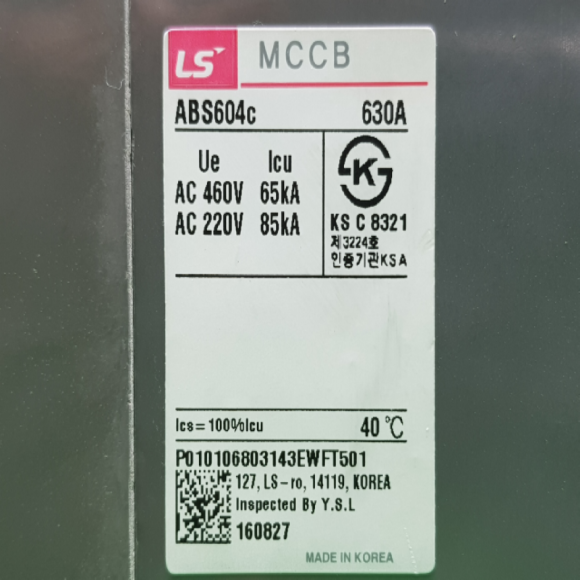 LS MCCB
ABS604c 630A
Ue Icu
AC 460V 65kA
AC 220V 85kA
K
KS C 8321
제3224호
인증기관KSA
Ics=100%Icu 40℃
P010106803143EWFT501
127, LS-ro, 14119, KOREA
Inspected By Y.S.L
160827
MADE IN KOREA